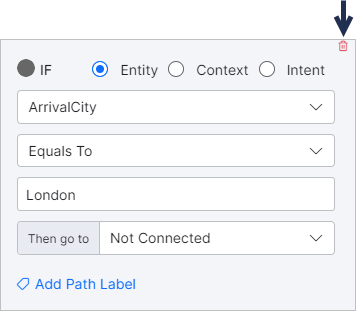 IF Entity Context Intent
ArrivalCity
Equals To
London
Then go to Not Connected
Add Path Label